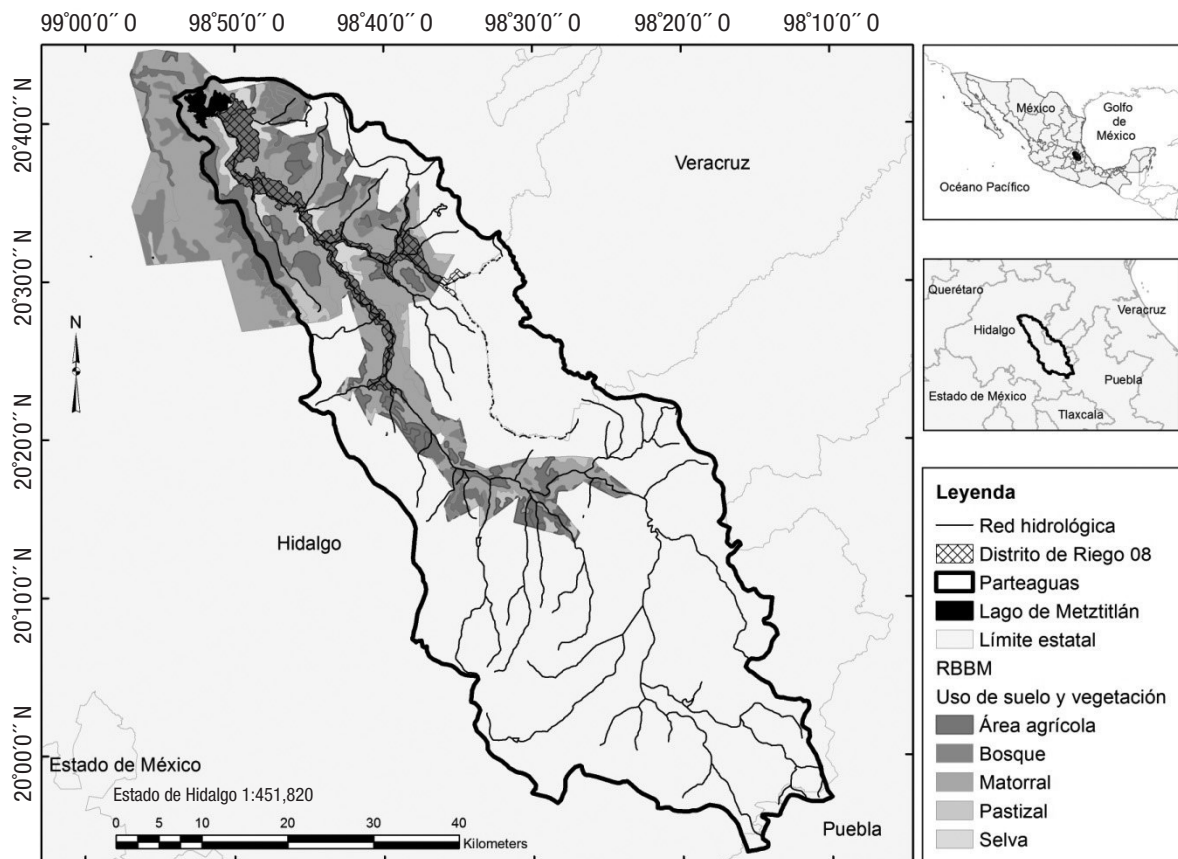 99°0′0″ O
98°50′0″ O
98°40′0″ O
98°30′0″ O
98°20′0″ O
98°10′0″ O
20°40′0″ N
20°30′0″ N
20°20′0″ N
20°10′0″ N
20°00′0″ N
N
Veracruz
Hidalgo
Estado de México
Puebla
Estado de Hidalgo 1:451,820
0 5 10 20 30 40
Kilometers
México
Golfo
de
México
Océano Pacífico
Querétaro
Veracruz
Hidalgo
Puebla
Estado de México
Tlaxcala
Leyenda
Red hidrológica
Distrito de Riego 08
Parteaguas
Lago de Metztitlán
Límite estatal
RBBM
Uso de suelo y vegetación
Área agrícola
Bosque
Matorral
Pastizal
Selva